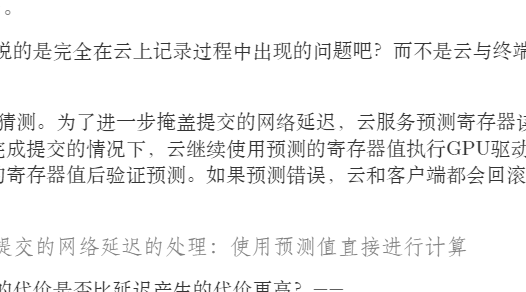 。
说的是完全在云上记录过程中出现的问题吧？而不是云与终端
猜测。为了进一步掩盖提交的网络延迟，云服务预测寄存器读
完成提交的情况下，云继续使用预测的寄存器值执行GPU驱动
的寄存器值后验证预测。如果预测错误，云和客户端都会回滚
提交的网络延迟的处理：使用预测值直接进行计算
的代价是否比延迟产生的代价更高？——